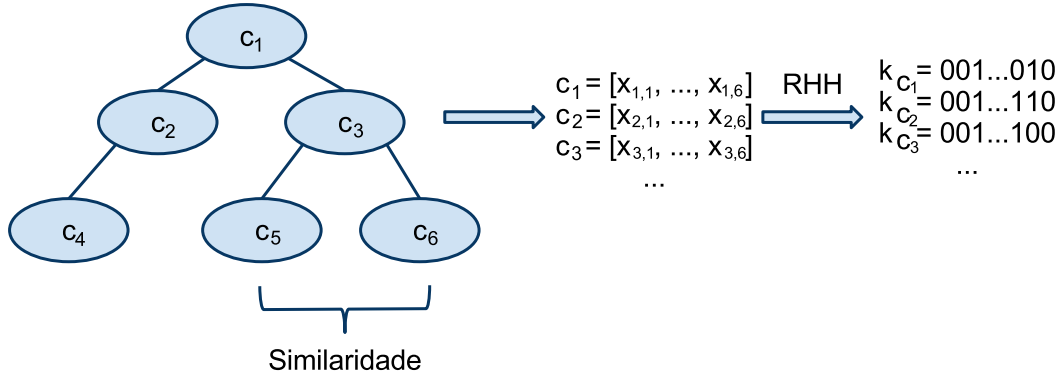 c1
c2
c3
c4
c5
c6
Similaridade
c1 = [x1,1, ..., x1,6]
c2 = [x2,1, ..., x2,6]
c3 = [x3,1, ..., x3,6]
...
RHH
kc1 = 001...010
kc2 = 001...110
kc3 = 001...100
...